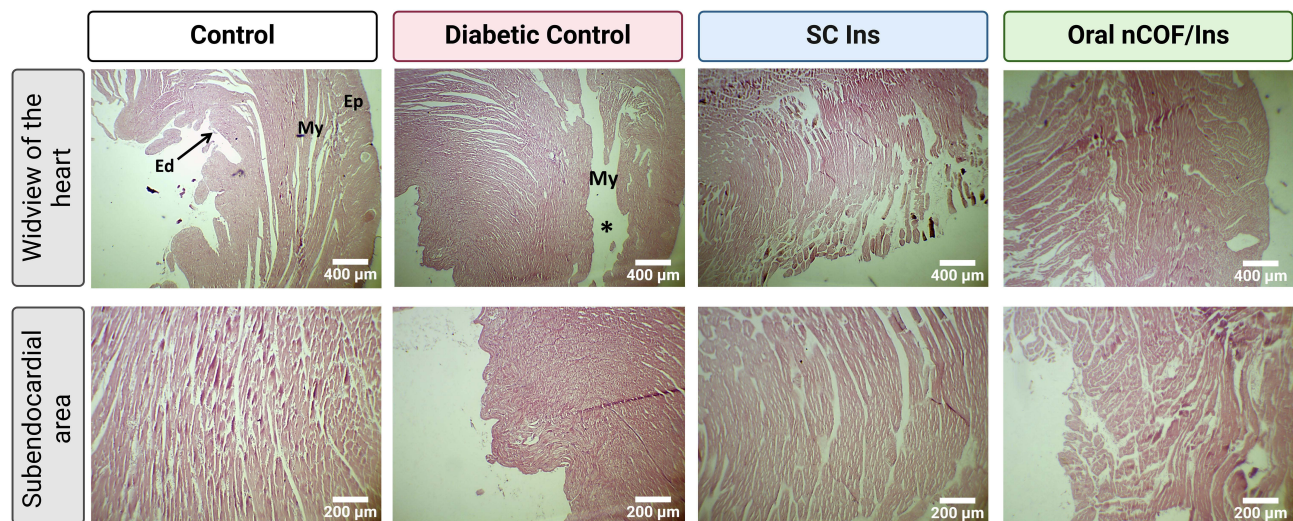 Control
Diabetic Control
SC Ins
Oral nCOF/Ins
Widview of the
heart
Ep
My
Ed
400 µm
My
*
400 µm
400 µm
400 µm
Subendocardial
area
200 µm
200 µm
200 µm
200 µm